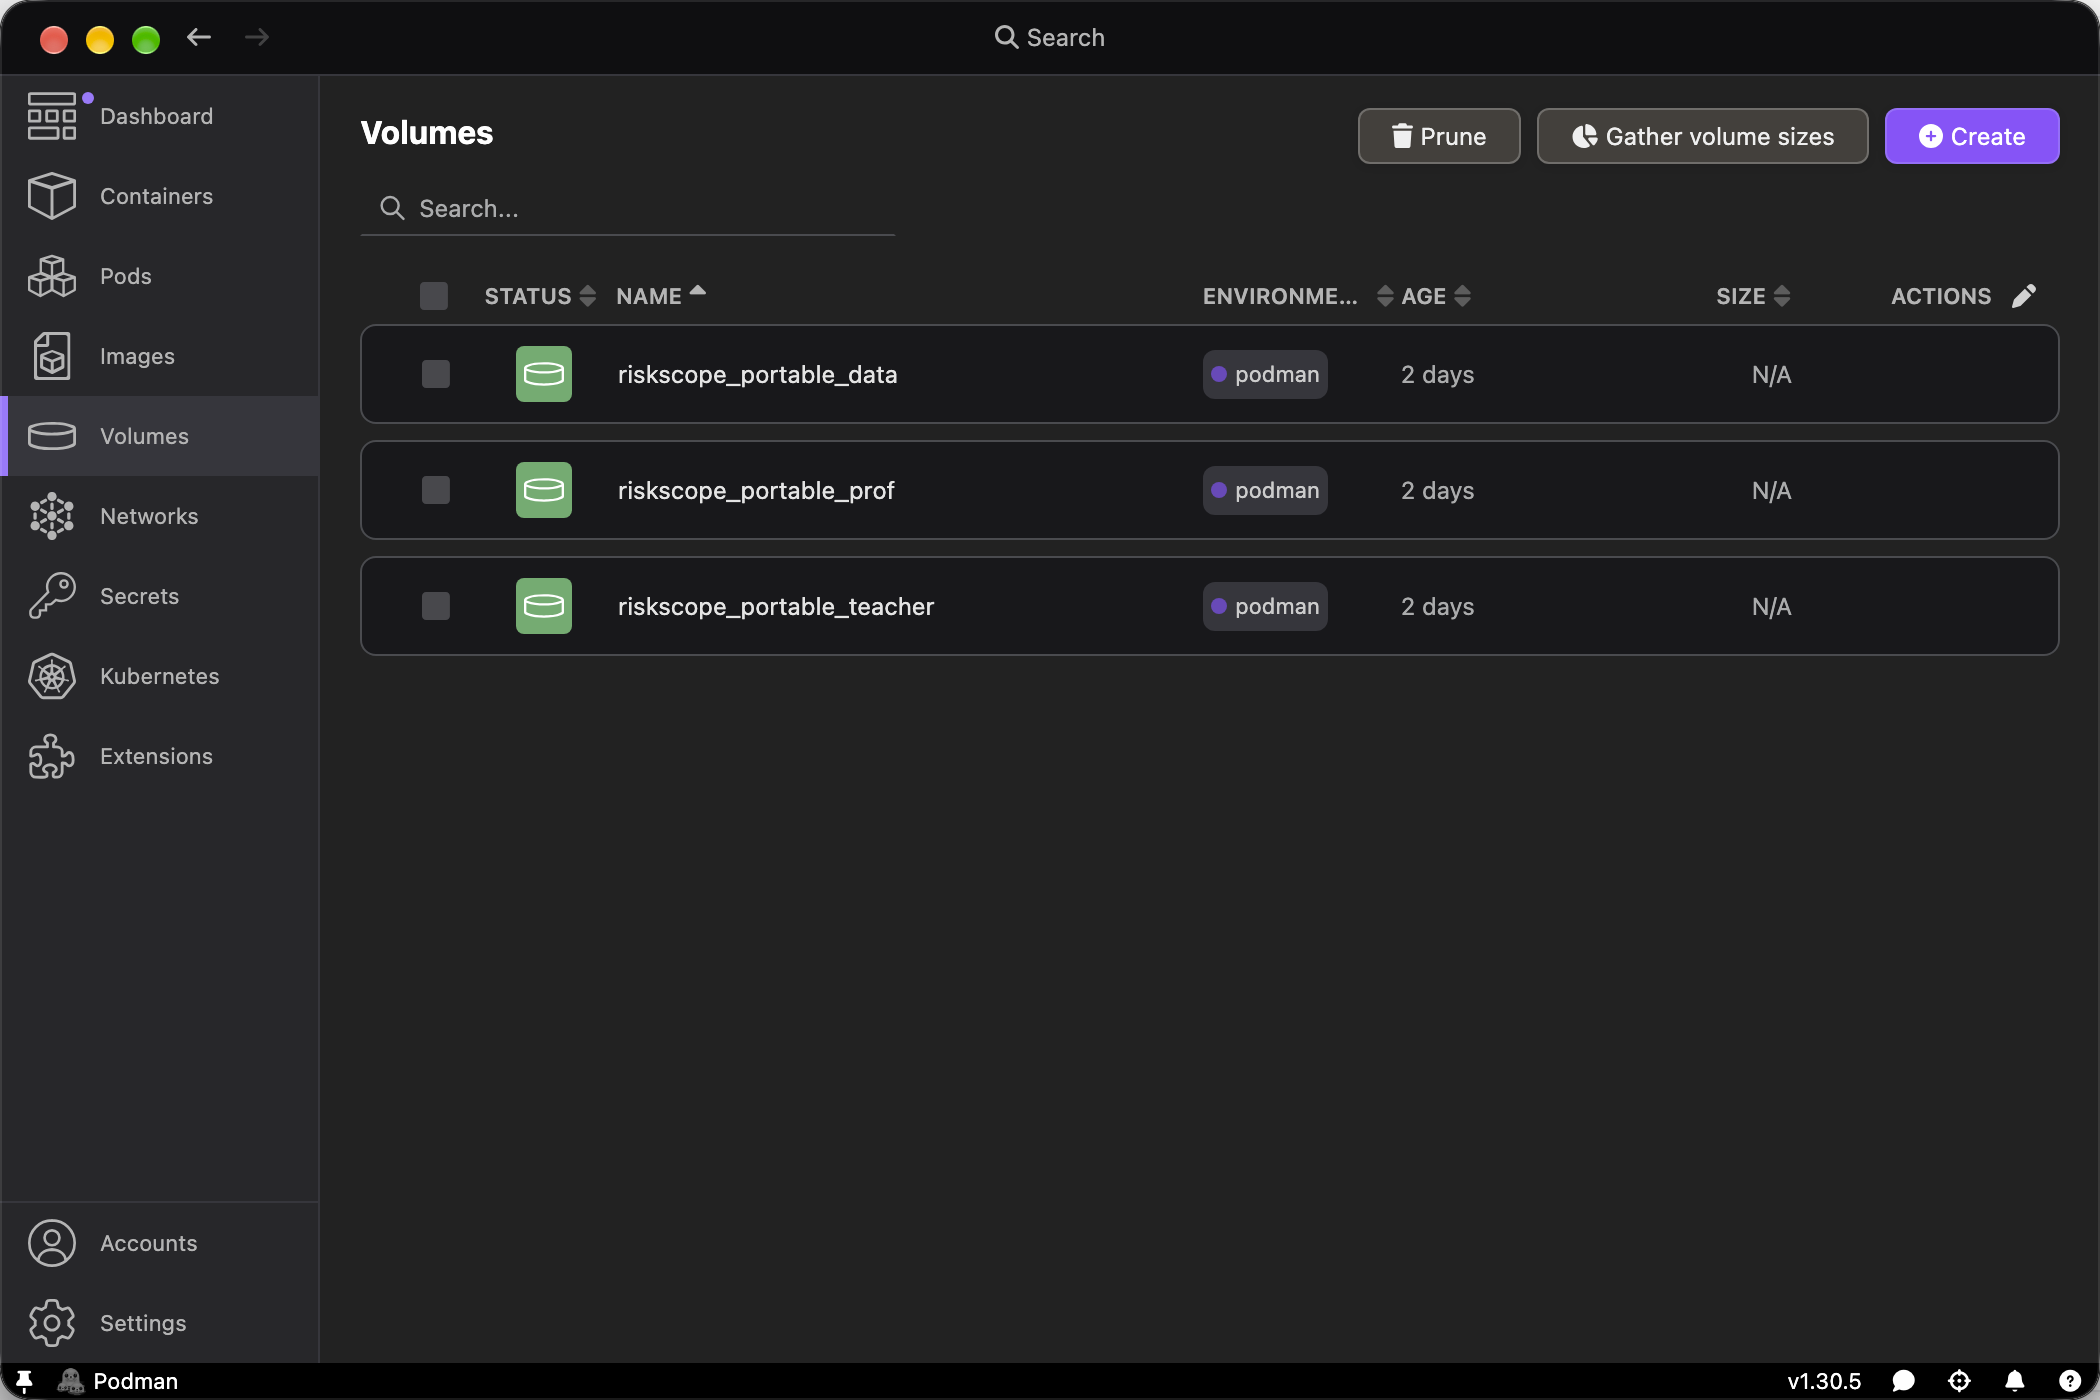 Search
Dashboard
Containers
Pods
Images
Volumes
Networks
Secrets
Kubernetes
Extensions
Accounts
Settings
Volumes
Prune
Gather volume sizes
Create
Search...
STATUS NAME ENVIRONME... AGE SIZE ACTIONS
riskscope_portable_data podman 2 days N/A
riskscope_portable_prof podman 2 days N/A
riskscope_portable_teacher podman 2 days N/A
Podman
v1.30.5